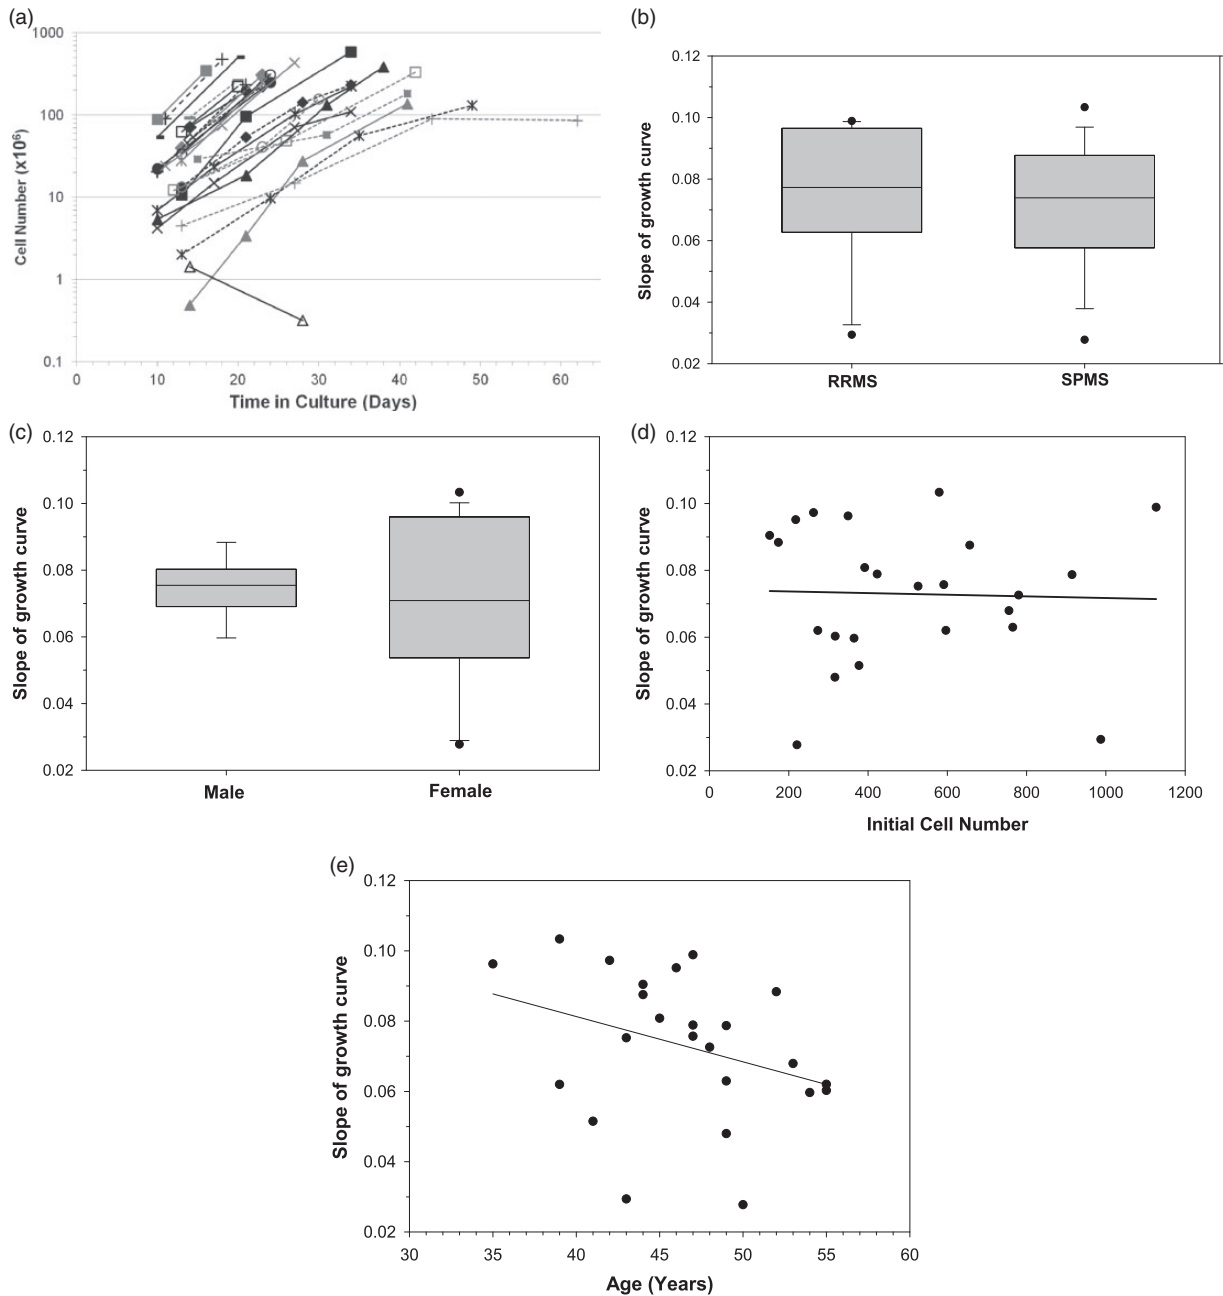 (a)
1000
100
10
1
0.1
Cell Number (x10⁶)
0 10 20 30 40 50 60
Time in Culture (Days)
(b)
0.12
0.10
0.08
0.06
0.04
0.02
Slope of growth curve
RRMS SPMS
(c)
0.12
0.10
0.08
0.06
0.04
0.02
Slope of growth curve
Male Female
(d)
0.12
0.10
0.08
0.06
0.04
0.02
Slope of growth curve
0 200 400 600 800 1000 1200
Initial Cell Number
(e)
0.12
0.10
0.08
0.06
0.04
0.02
Slope of growth curve
30 35 40 45 50 55 60
Age (Years)